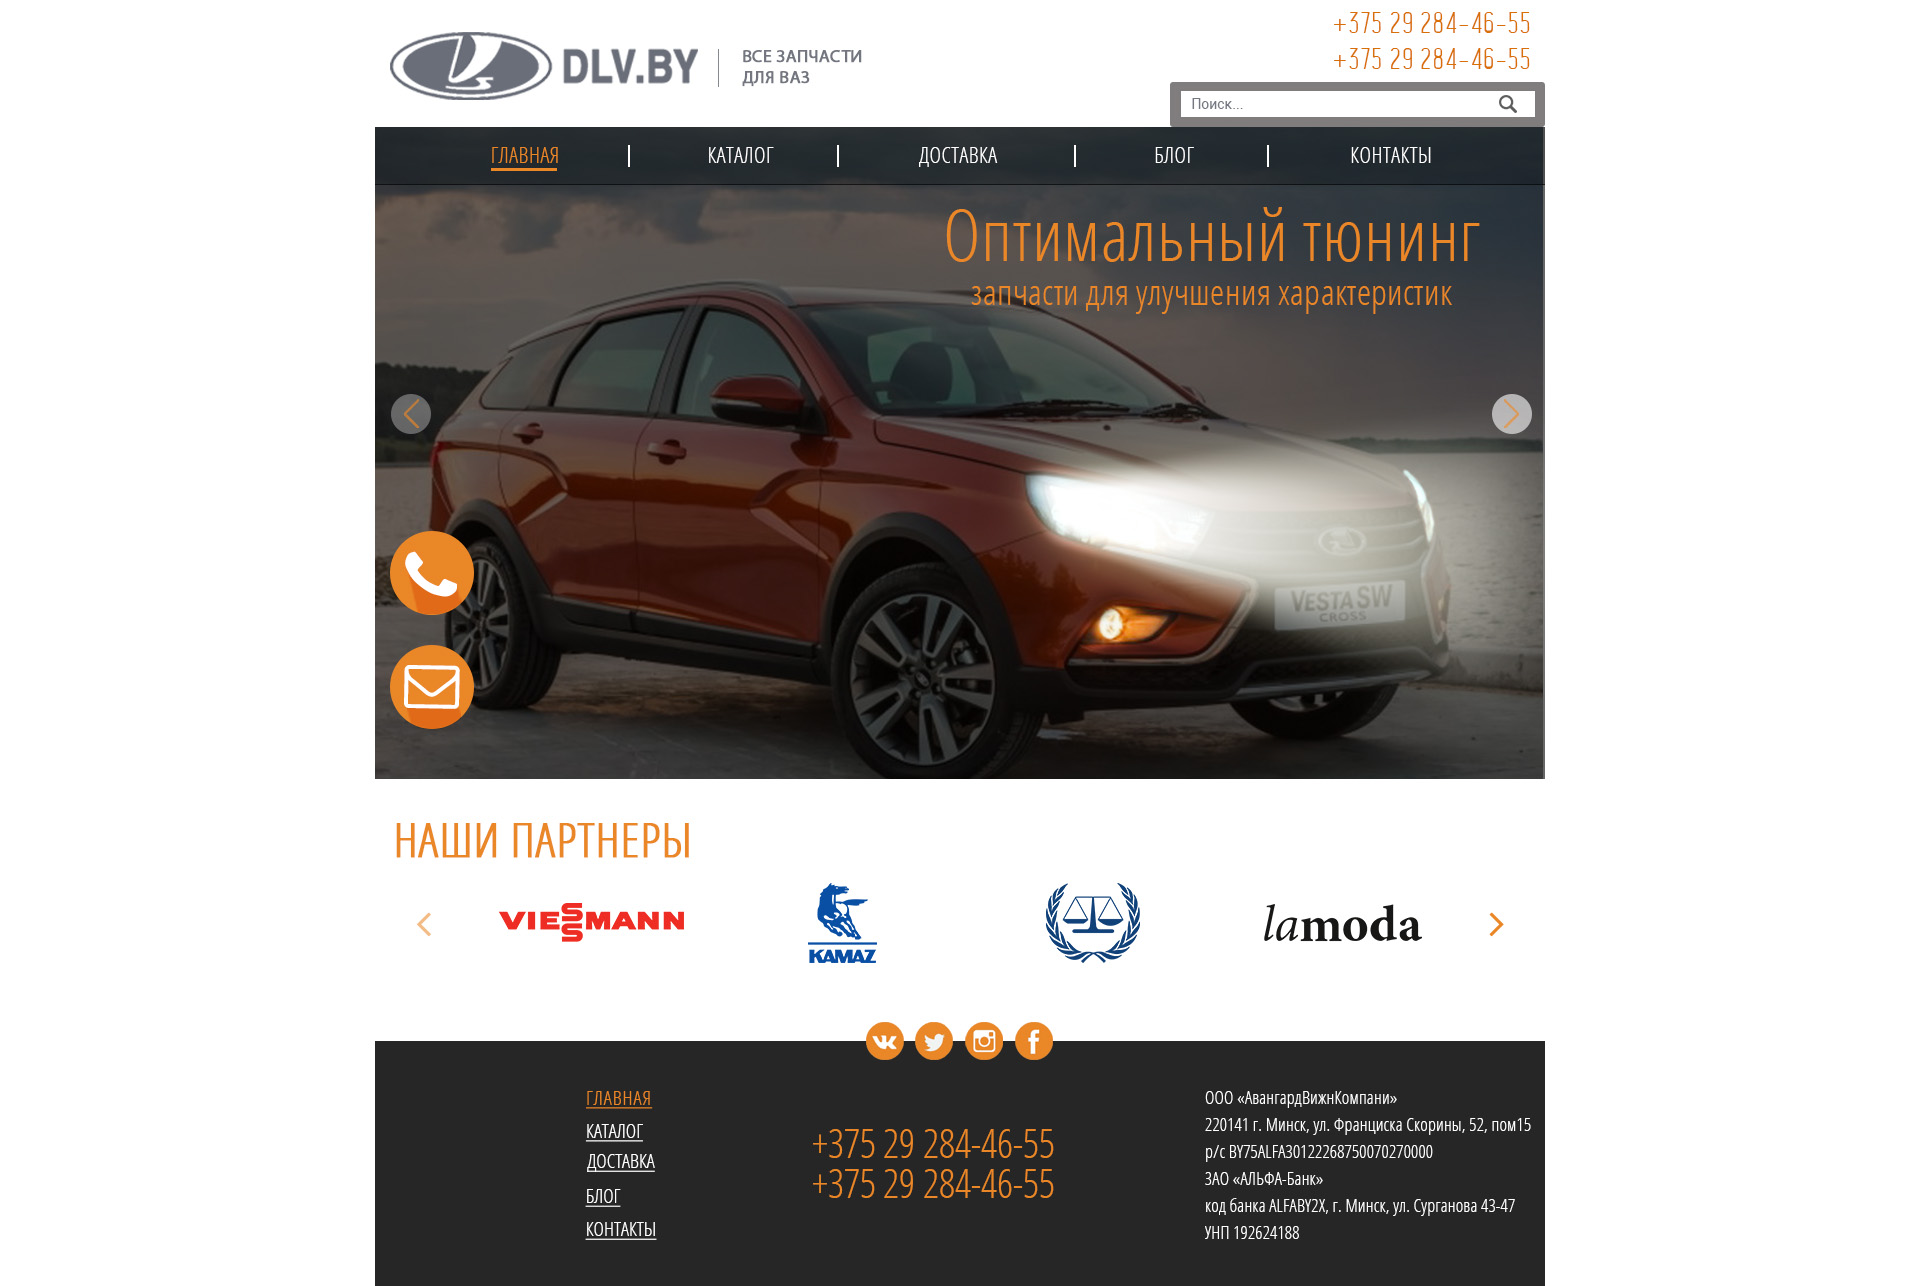 +375 29 284-46-55
+375 29 284-46-55
DLV.BY
ВСЕ ЗАПЧАСТИ
ДЛЯ ВАЗ
Поиск...
ГЛАВНАЯ КАТАЛОГ ДОСТАВКА БЛОГ КОНТАКТЫ
Оптимальный тюнинг
запчасти для улучшения характеристик
VESTA SW
CROSS
НАШИ ПАРТНЕРЫ
VIESSMANN
KAMAZ
lamoda
ГЛАВНАЯ
КАТАЛОГ
ДОСТАВКА
БЛОГ
КОНТАКТЫ
+375 29 284-46-55
+375 29 284-46-55
ООО «АвангардВижнКомпани»
220141 г. Минск, ул. Франциска Скорины, 52, пом15
р/с BY75ALFA30122268750070270000
ЗАО «АЛЬФА-Банк»
код банка ALFABY2X, г. Минск, ул. Сурганова 43-47
УНП 192624188